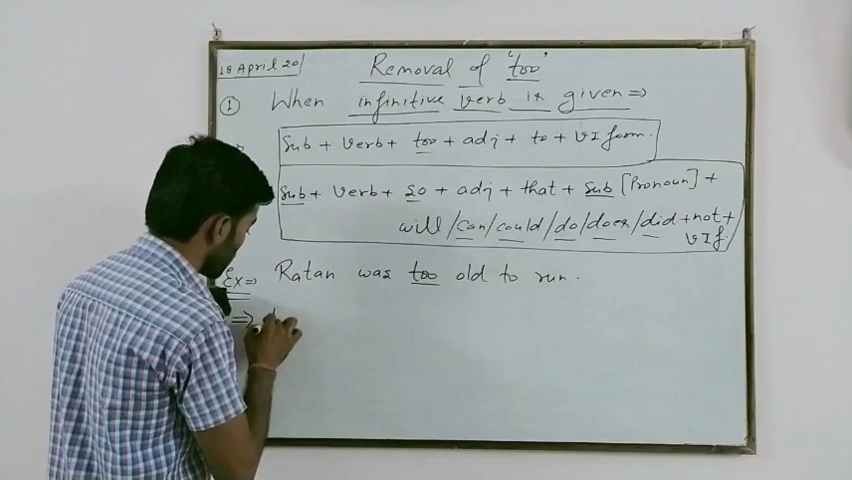 18 April 20 Removal of 'too'
① When infinitive verb is given ⇒
Sub + verb + too + adj + to + VI form.
Sub + verb + so + adj + that + Sub [Pronoun] +
will / can / could / do / does / did + not +
VI f.
Ex ⇒ Ratan was too old to run.
⇒